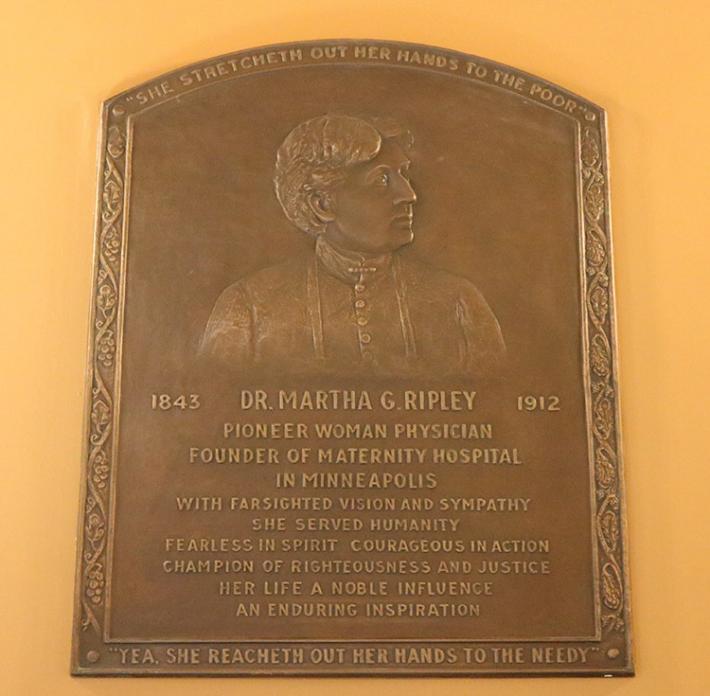 "SHE STRETCHETH OUT HER HANDS TO THE POOR"
1843 DR. MARTHA G. RIPLEY 1912
PIONEER WOMAN PHYSICIAN
FOUNDER OF MATERNITY HOSPITAL
IN MINNEAPOLIS
WITH FARSIGHTED VISION AND SYMPATHY
SHE SERVED HUMANITY
FEARLESS IN SPIRIT COURAGEOUS IN ACTION
CHAMPION OF RIGHTEOUSNESS AND JUSTICE
HER LIFE A NOBLE INFLUENCE
AN ENDURING INSPIRATION
"YEA, SHE REACHETH OUT HER HANDS TO THE NEEDY"